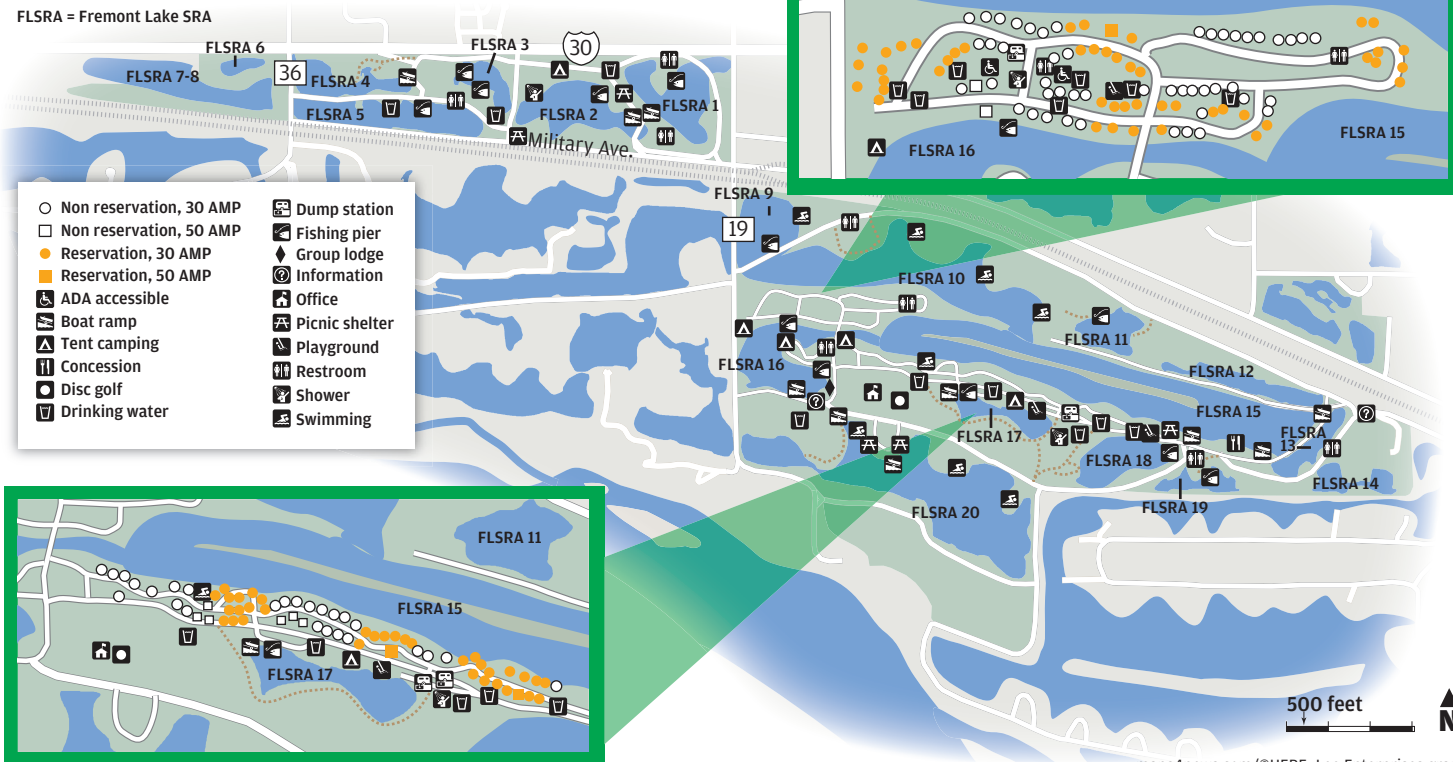 FLSRA = Fremont Lake SRA
FLSRA 6
FLSRA 3
30
FLSRA 7-8
36
FLSRA 4
FLSRA 5
FLSRA 2
FLSRA 1
Military Ave.
FLSRA 15
FLSRA 16
Non reservation, 30 AMP
Non reservation, 50 AMP
Reservation, 30 AMP
Reservation, 50 AMP
ADA accessible
Boat ramp
Tent camping
Concession
Disc golf
Drinking water
Dump station
Fishing pier
Group lodge
Information
Office
Picnic shelter
Playground
Restroom
Shower
Swimming
FLSRA 9
19
FLSRA 10
FLSRA 11
FLSRA 16
FLSRA 12
FLSRA 15
FLSRA 17
FLSRA
13
FLSRA 18
FLSRA 14
FLSRA 19
FLSRA 20
FLSRA 11
FLSRA 15
FLSRA 17
500 feet
N